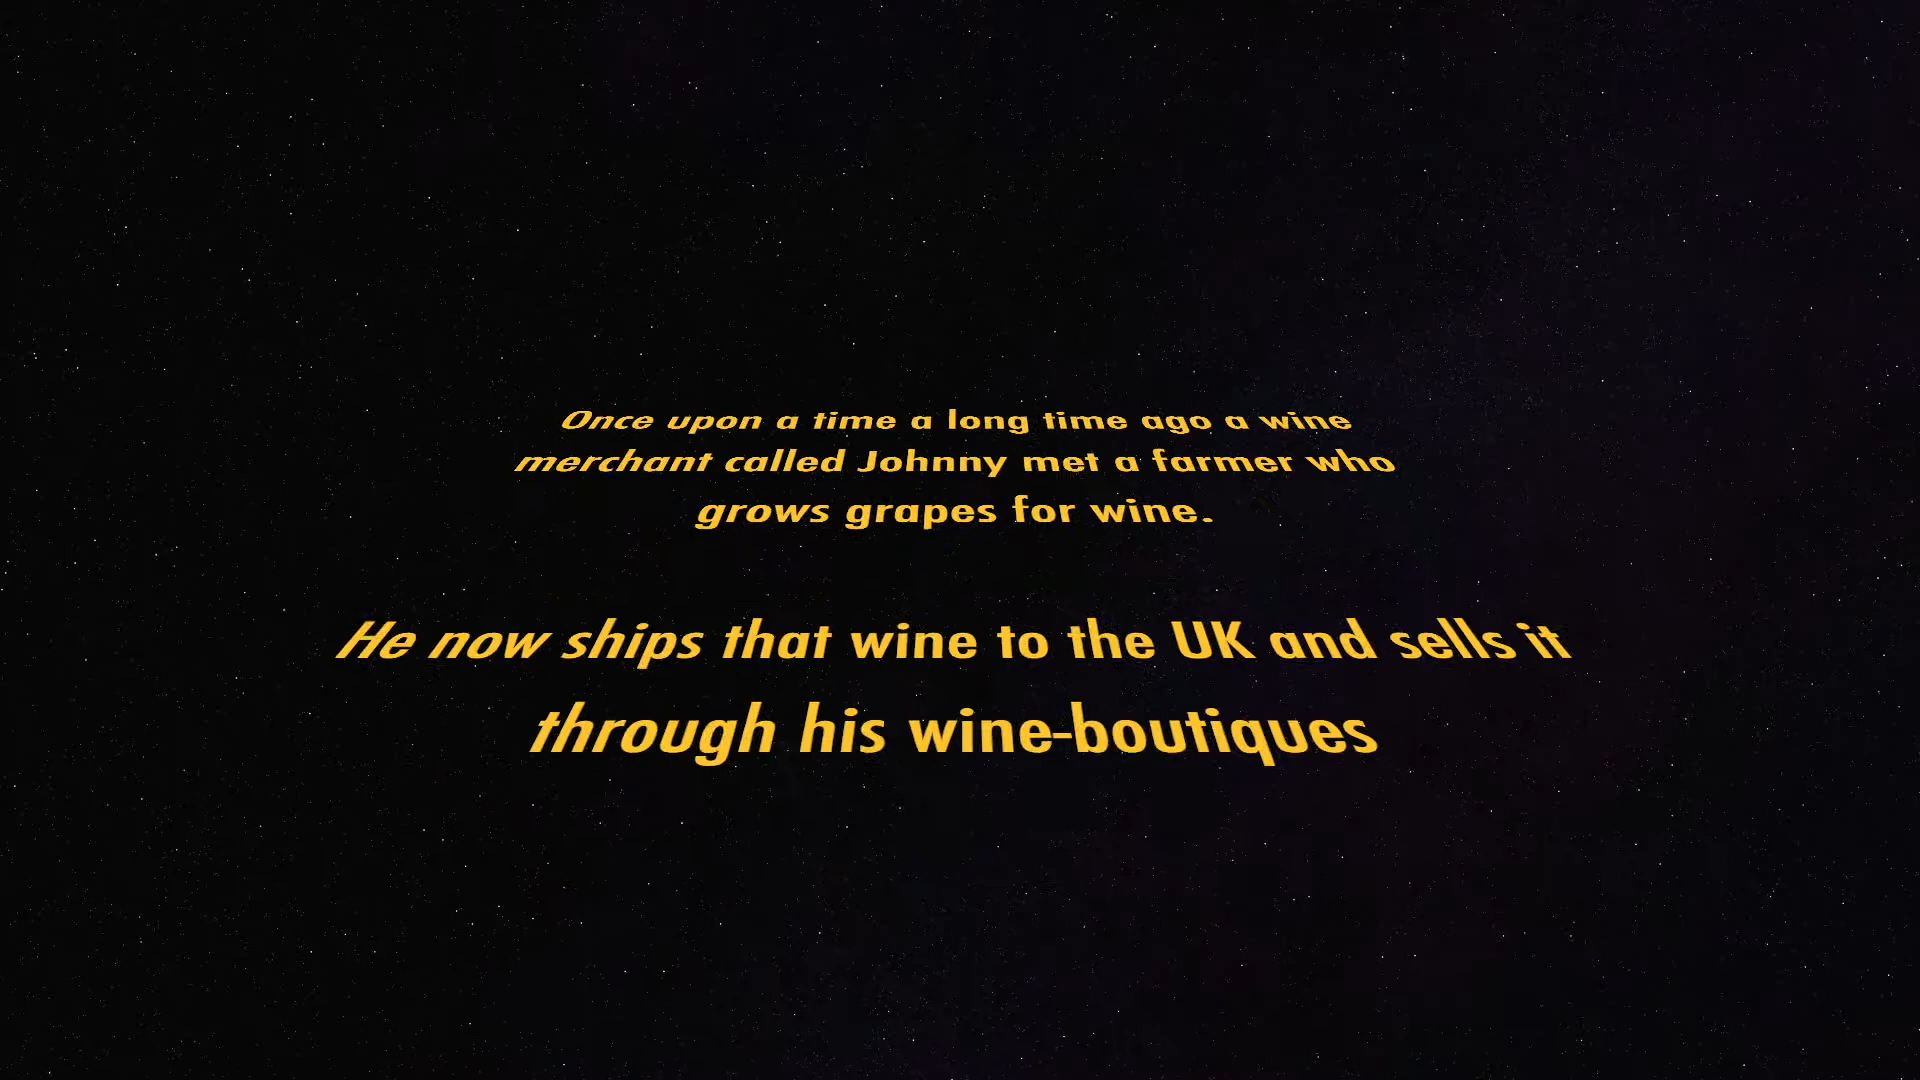 Once upon a time a long time ago a wine
merchant called Johnny met a farmer who
grows grapes for wine.
He now ships that wine to the UK and sells it
through his wine-boutiques